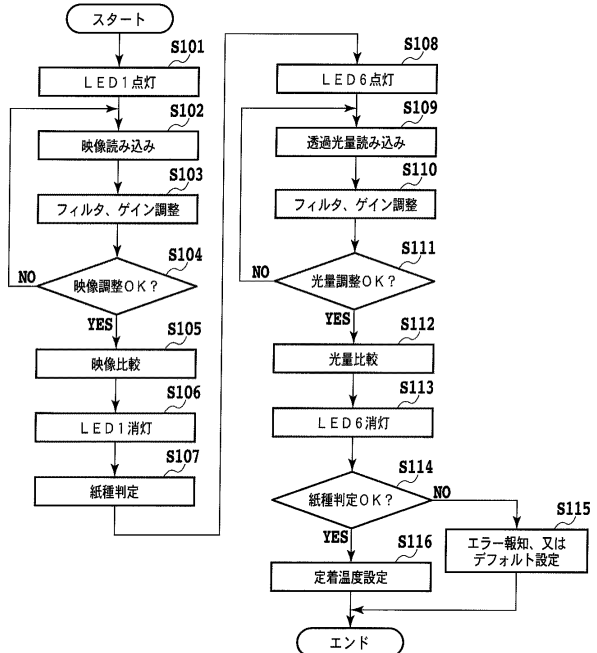 スタート
S101
LED1点灯
S102
映像読み込み
S103
フィルタ、ゲイン調整
S104
映像調整OK?
NO
YES
S105
映像比較
S106
LED1消灯
S107
紙種判定
S108
LED6点灯
S109
透過光量読み込み
S110
フィルタ、ゲイン調整
S111
光量調整OK?
NO
YES
S112
光量比較
S113
LED6消灯
S114
紙種判定OK?
NO
YES
S115
エラー報知、又は
デフォルト設定
S116
定着温度設定
エンド